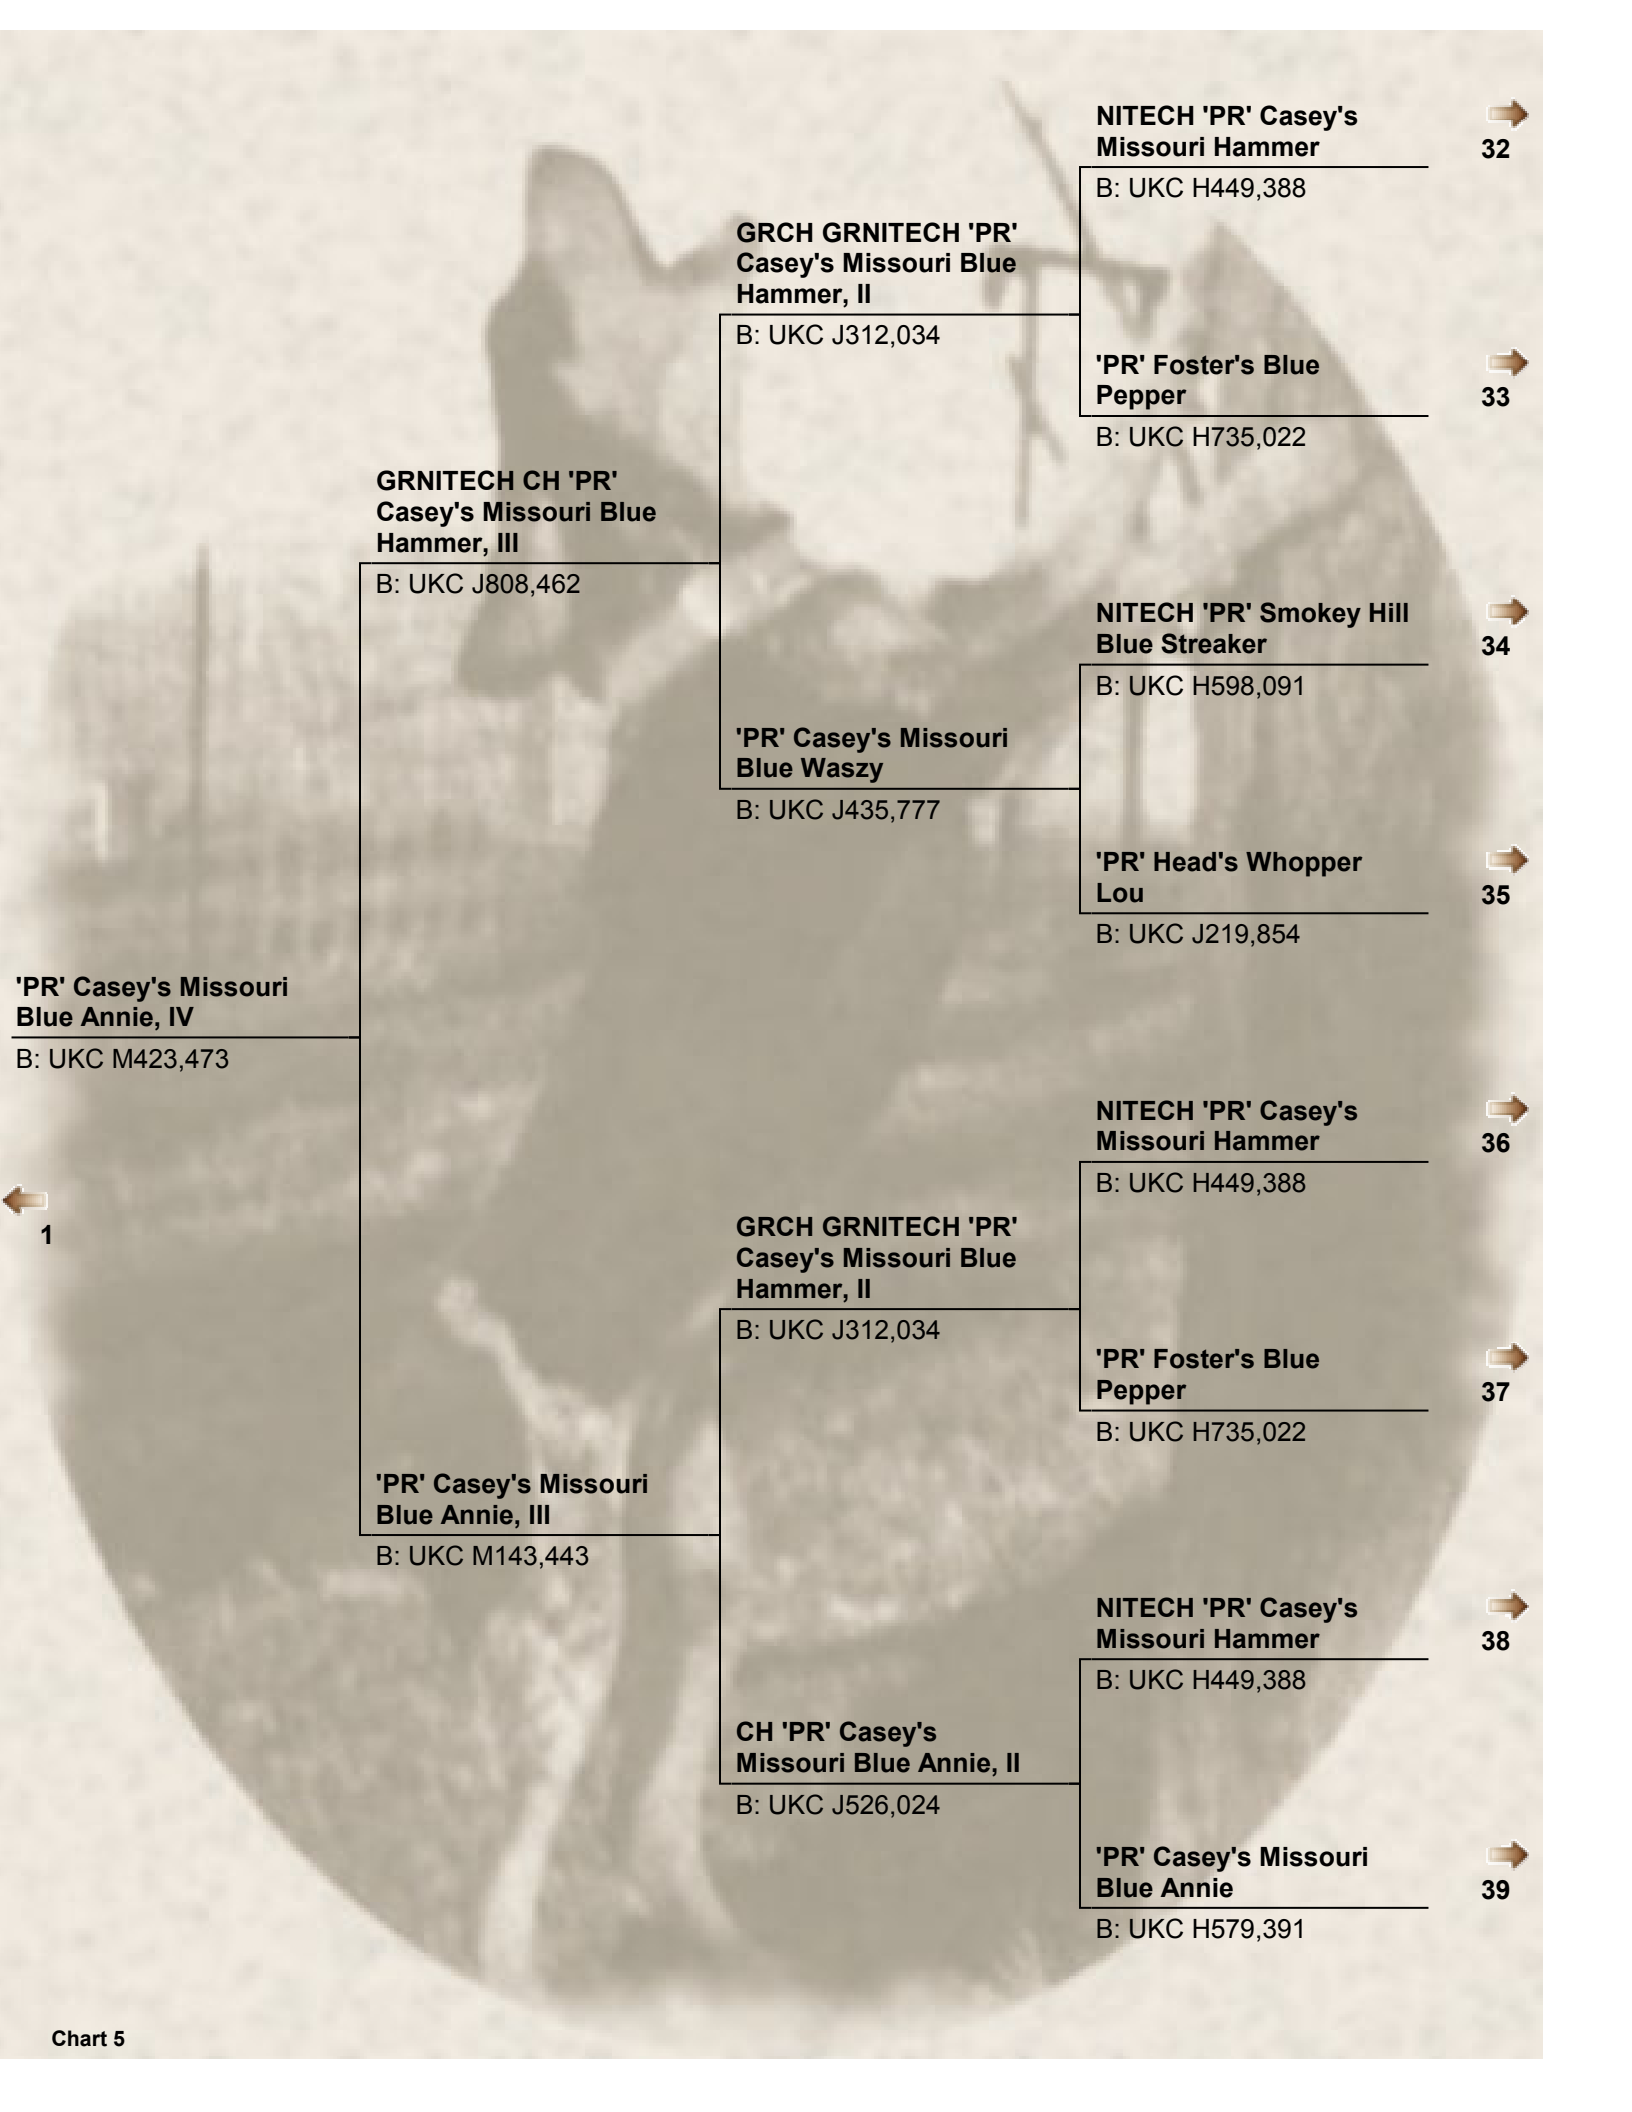 NITECH 'PR' Casey's
Missouri Hammer
32
B: UKC H449,388
GRCH GRNITECH 'PR'
Casey's Missouri Blue
Hammer, II
B: UKC J312,034
'PR' Foster's Blue
Pepper
33
B: UKC H735,022
GRNITECH CH 'PR'
Casey's Missouri Blue
Hammer, III
B: UKC J808,462
NITECH 'PR' Smokey Hill
Blue Streaker
34
B: UKC H598,091
'PR' Casey's Missouri
Blue Waszy
B: UKC J435,777
'PR' Head's Whopper
Lou
35
B: UKC J219,854
'PR' Casey's Missouri
Blue Annie, IV
B: UKC M423,473
1
NITECH 'PR' Casey's
Missouri Hammer
36
B: UKC H449,388
GRCH GRNITECH 'PR'
Casey's Missouri Blue
Hammer, II
B: UKC J312,034
'PR' Foster's Blue
Pepper
37
B: UKC H735,022
'PR' Casey's Missouri
Blue Annie, III
B: UKC M143,443
NITECH 'PR' Casey's
Missouri Hammer
38
B: UKC H449,388
CH 'PR' Casey's
Missouri Blue Annie, II
B: UKC J526,024
'PR' Casey's Missouri
Blue Annie
39
B: UKC H579,391
Chart 5